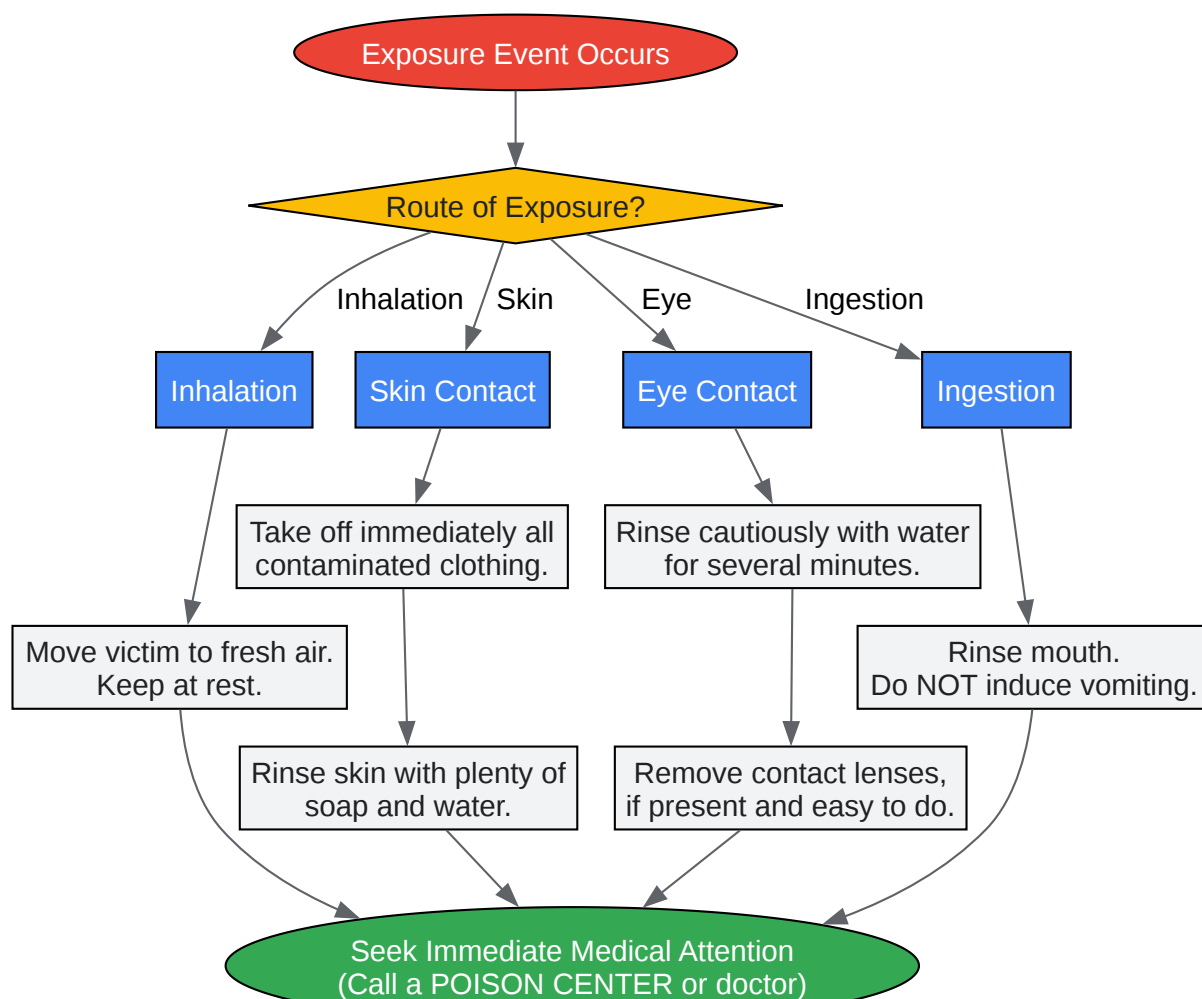 Exposure Event Occurs
Route of Exposure?
Inhalation
Skin
Eye
Ingestion
Inhalation
Skin Contact
Eye Contact
Ingestion
Take off immediately all
contaminated clothing.
Rinse cautiously with water
for several minutes.
Move victim to fresh air.
Keep at rest.
Rinse mouth.
Do NOT induce vomiting.
Rinse skin with plenty of
soap and water.
Remove contact lenses,
if present and easy to do.
Seek Immediate Medical Attention
(Call a POISON CENTER or doctor)